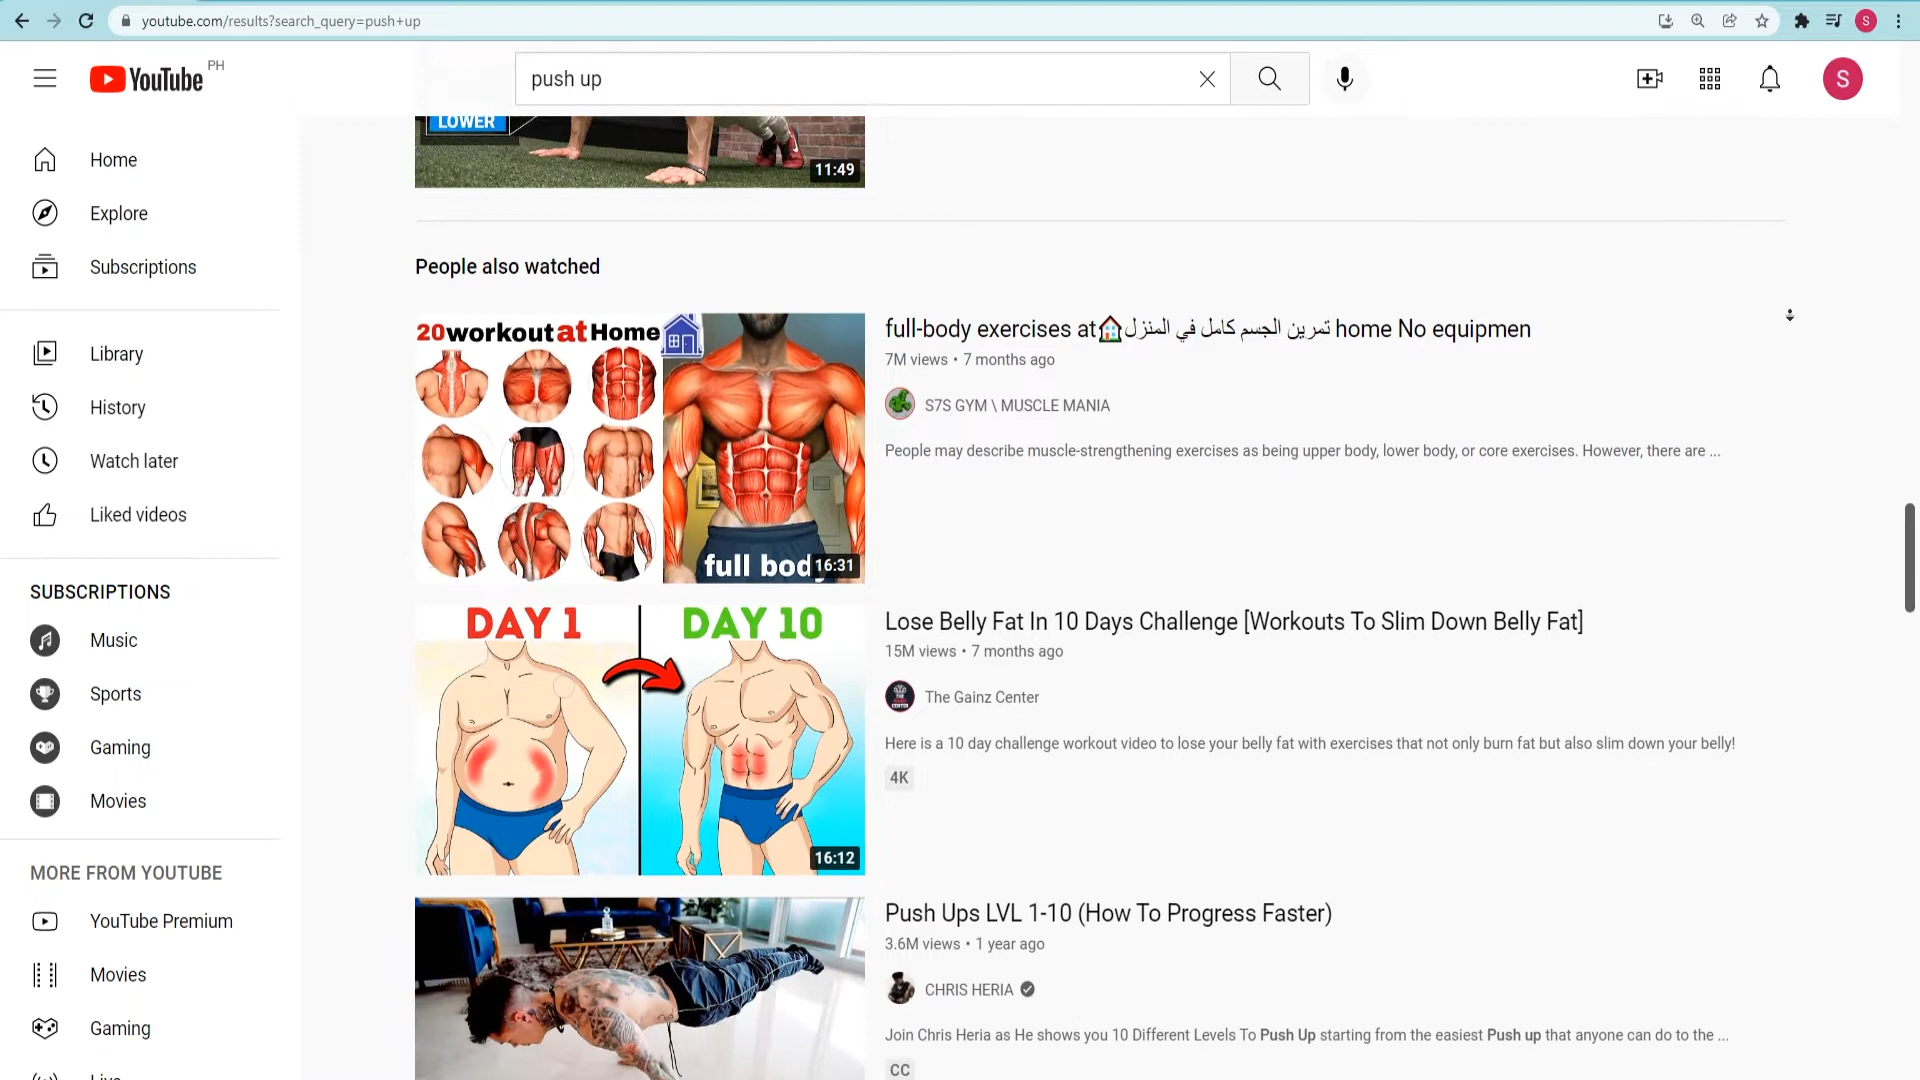 youtube.com/results?search_query=push+up
S
YouTube PH
push up
S
Home
Explore
Subscriptions
Library
History
Watch later
Liked videos
SUBSCRIPTIONS
Music
Sports
Gaming
Movies
MORE FROM YOUTUBE
YouTube Premium
Movies
Gaming
LOWER
11:49
People also watched
20workout at Home
full body
16:31
full-body exercises at🏠تمرين الجسم كامل في المنزل home No equipmen
7M views • 7 months ago
S7S GYM \ MUSCLE MANIA
People may describe muscle-strengthening exercises as being upper body, lower body, or core exercises. However, there are ...
DAY 1
DAY 10
16:12
Lose Belly Fat In 10 Days Challenge [Workouts To Slim Down Belly Fat]
15M views • 7 months ago
The Gainz Center
Here is a 10 day challenge workout video to lose your belly fat with exercises that not only burn fat but also slim down your belly!
4K
Push Ups LVL 1-10 (How To Progress Faster)
3.6M views • 1 year ago
CHRIS HERIA
Join Chris Heria as He shows you 10 Different Levels To Push Up starting from the easiest Push up that anyone can do to the ...
CC